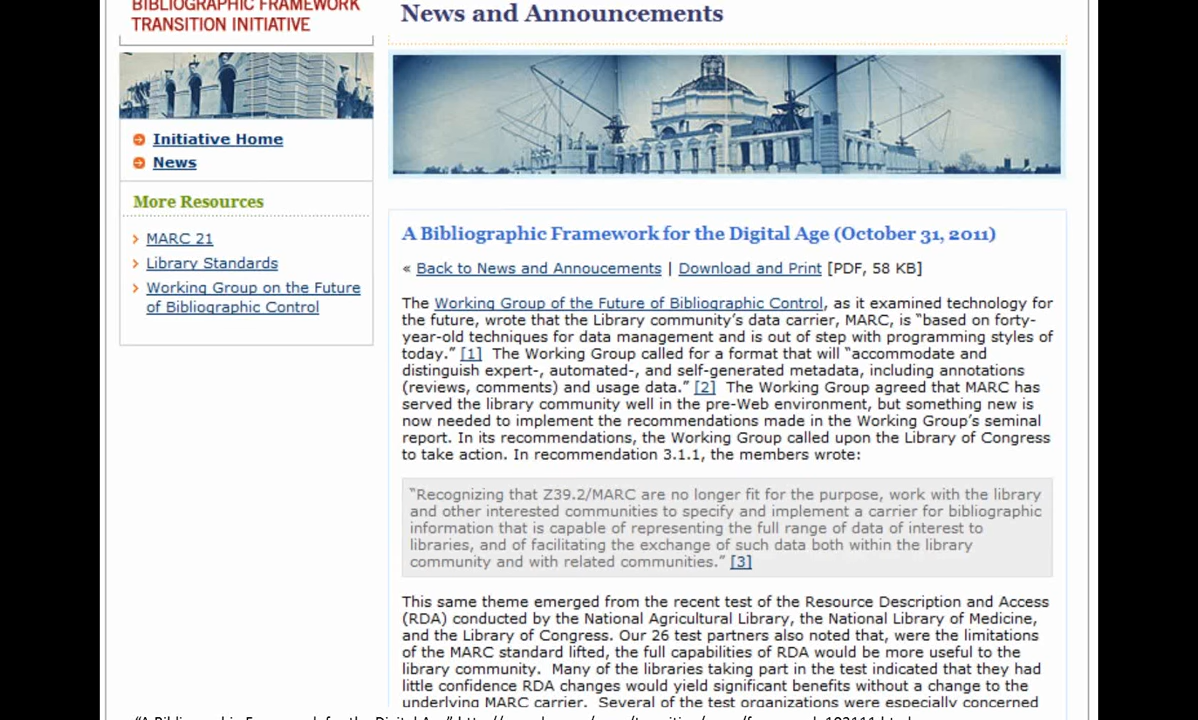 BIBLIOGRAPHIC FRAMEWORK
TRANSITION INITIATIVE
Initiative Home
News
More Resources
MARC 21
Library Standards
Working Group on the Future
of Bibliographic Control
News and Announcements
A Bibliographic Framework for the Digital Age (October 31, 2011)
« Back to News and Annoucements | Download and Print [PDF, 58 KB]
The Working Group of the Future of Bibliographic Control, as it examined technology for
the future, wrote that the Library community's data carrier, MARC, is "based on forty-
year-old techniques for data management and is out of step with programming styles of
today." [1] The Working Group called for a format that will "accommodate and
distinguish expert-, automated-, and self-generated metadata, including annotations
(reviews, comments) and usage data." [2] The Working Group agreed that MARC has
served the library community well in the pre-Web environment, but something new is
now needed to implement the recommendations made in the Working Group's seminal
report. In its recommendations, the Working Group called upon the Library of Congress
to take action. In recommendation 3.1.1, the members wrote:
"Recognizing that Z39.2/MARC are no longer fit for the purpose, work with the library
and other interested communities to specify and implement a carrier for bibliographic
information that is capable of representing the full range of data of interest to
libraries, and of facilitating the exchange of such data both within the library
community and with related communities." [3]
This same theme emerged from the recent test of the Resource Description and Access
(RDA) conducted by the National Agricultural Library, the National Library of Medicine,
and the Library of Congress. Our 26 test partners also noted that, were the limitations
of the MARC standard lifted, the full capabilities of RDA would be more useful to the
library community. Many of the libraries taking part in the test indicated that they had
little confidence RDA changes would yield significant benefits without a change to the
underlying MARC carrier. Several of the test organizations were especially concerned
"A Bibliographic Framework for the Digital Age"